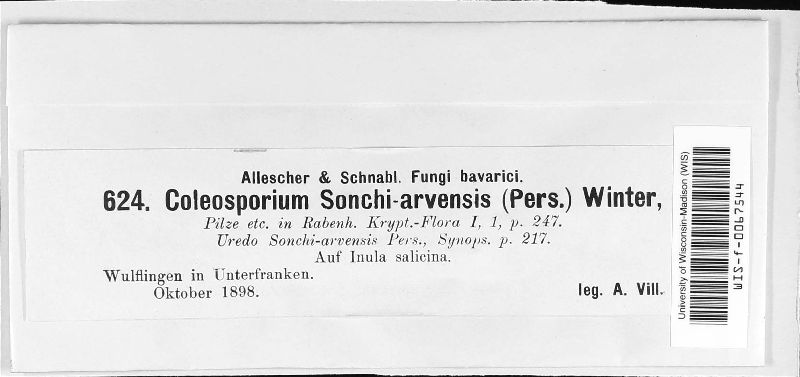 Allescher & Schnabl. Fungi bavarici.
624. Coleosporium Sonchi-arvensis (Pers.) Winter,
Pilze etc. in Rabenh. Krypt.-Flora I, 1, p. 247.
Uredo Sonchi-arvensis Pers., Synops. p. 217.
Auf Inula salicina.
Wulflingen in Unterfranken.
Oktober 1898.
leg. A. Vill.
University of Wisconsin-Madison (WIS)
WIS-f-0067544